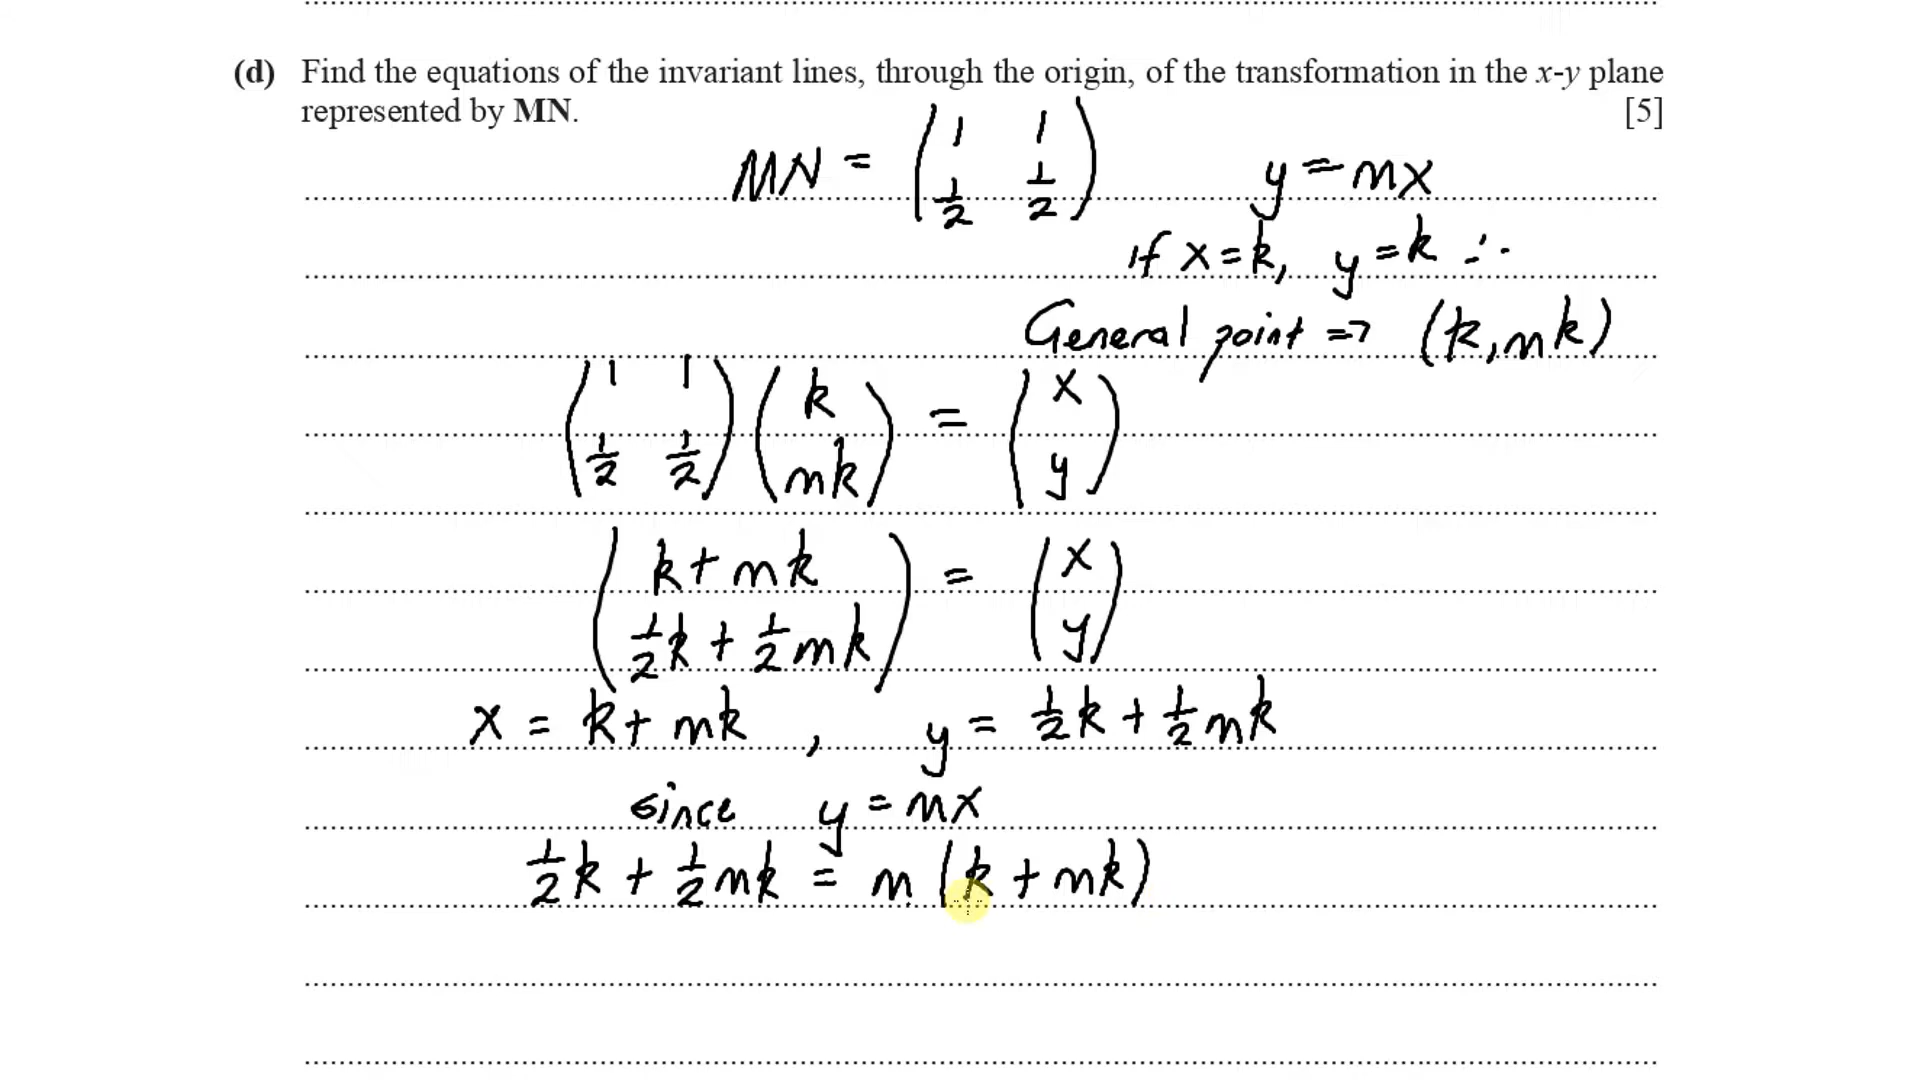 (d) Find the equations of the invariant lines, through the origin, of the transformation in the x-y plane
represented by MN. [5]
MN = (1 1 ½ ½) y = mx
if x = k, y = k ∴
General point => (k, mk)
(1 1 ½ ½) (k mk) = (x y)
(k + mk ½k + ½mk) = (x y)
x = k + mk , y = ½k + ½mk
since y = mx
½k + ½mk = m (k + mk)